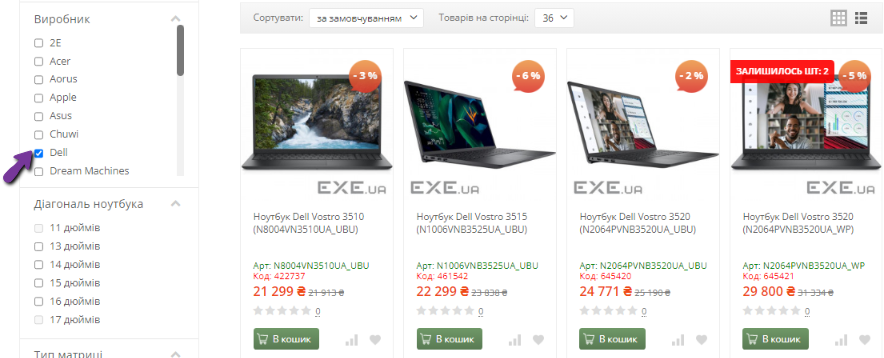 Виробник
2E
Acer
Aorus
Apple
Asus
Chuwi
Dell
Dream Machines
Діагональ ноутбука
11 дюймів
13 дюймів
14 дюймів
15 дюймів
16 дюймів
17 дюймів
Тип матриці
Сортувати: за замовчуванням Товарів на сторінці: 36
- 3 %
EXE.UA
Ноутбук Dell Vostro 3510
(N8004VN3510UA_UBU)
Арт: N8004VN3510UA_UBU
Код: 422737
21 299 ₴ 21 913 ₴
0
В кошик
- 6 %
EXE.UA
Ноутбук Dell Vostro 3515
(N1006VNB3525UA_UBU)
Арт: N1006VNB3525UA_UBU
Код: 461542
22 299 ₴ 23 838 ₴
0
В кошик
- 2 %
EXE.UA
Ноутбук Dell Vostro 3520
(N2064PVNB3520UA_UBU)
Арт: N2064PVNB3520UA_UBU
Код: 645420
24 771 ₴ 25 190 ₴
0
В кошик
ЗАЛИШИЛОСЬ ШТ: 2
- 5 %
EXE.UA
Ноутбук Dell Vostro 3520
(N2064PVNB3520UA_WP)
Арт: N2064PVNB3520UA_WP
Код: 645421
29 800 ₴ 31 334 ₴
0
В кошик